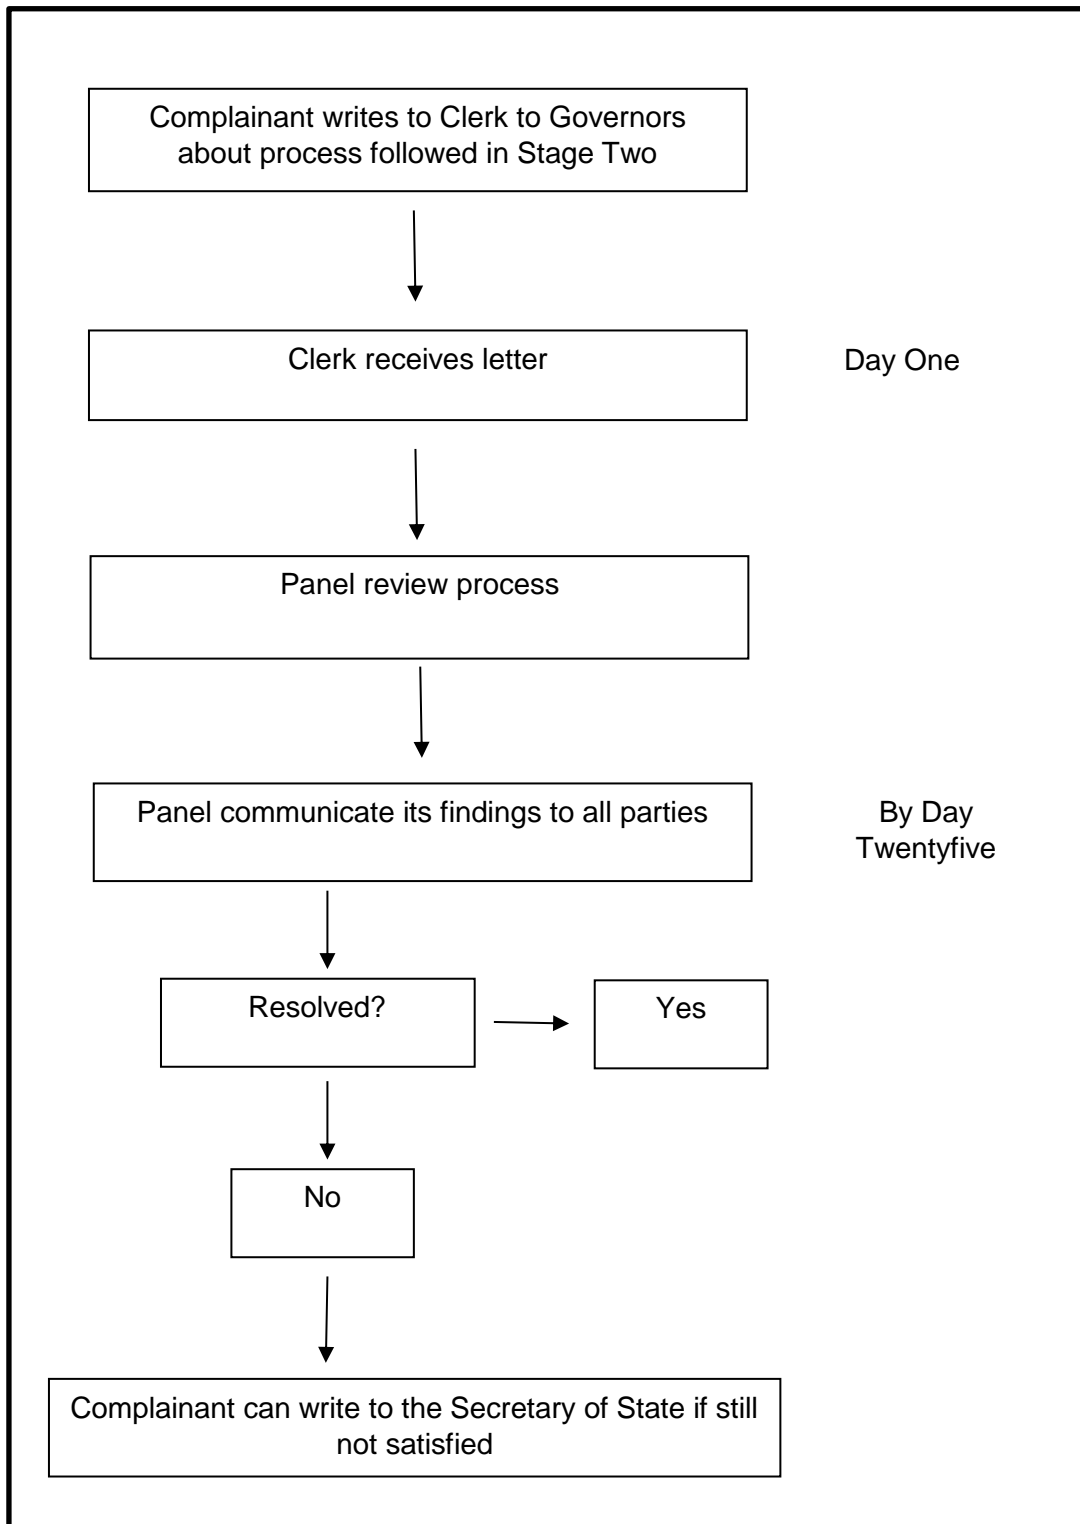 Complainant writes to Clerk to Governors
about process followed in Stage Two
Clerk receives letter
Day One
Panel review process
Panel communicate its findings to all parties
By Day
Twentyfive
Resolved?
Yes
No
Complainant can write to the Secretary of State if still
not satisfied